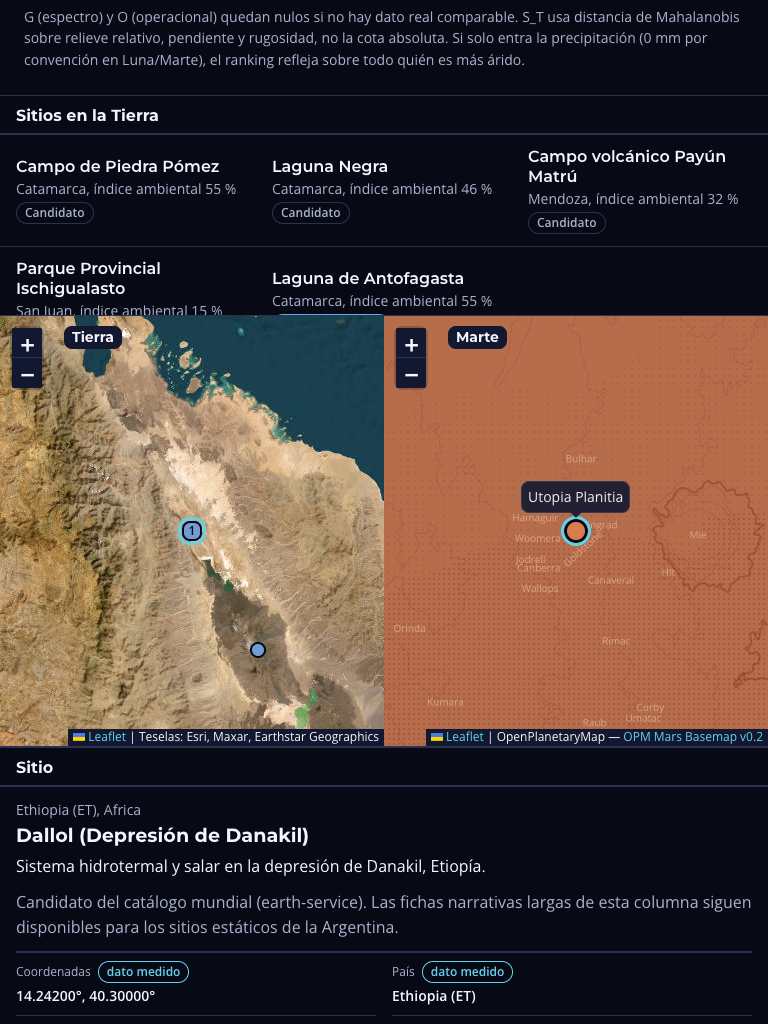 G (espectro) y O (operacional) quedan nulos si no hay dato real comparable. S_T usa distancia de Mahalanobis
sobre relieve relativo, pendiente y rugosidad, no la cota absoluta. Si solo entra la precipitación (0 mm por
convención en Luna/Marte), el ranking refleja sobre todo quién es más árido.
Sitios en la Tierra
Campo de Piedra Pómez
Catamarca, índice ambiental 55 %
Candidato
Laguna Negra
Catamarca, índice ambiental 46 %
Candidato
Campo volcánico Payún
Matrú
Mendoza, índice ambiental 32 %
Candidato
Parque Provincial
Ischigualasto
San Juan, índice ambiental 15 %
Laguna de Antofagasta
Catamarca, índice ambiental 55 %
+
−
Tierra
1
Leaflet | Teselas: Esri, Maxar, Earthstar Geographics
+
−
Marte
Bulhar
Utopia Planitia
Hamaguir
Woomera
Jodrell
Canberra
Goldstone
Wallops
Canaveral
Mie
Hit
Orinda
Rimac
Kumara
Corby
Umatac
Raub
Leaflet | OpenPlanetaryMap — OPM Mars Basemap v0.2
Sitio
Ethiopia (ET), Africa
Dallol (Depresión de Danakil)
Sistema hidrotermal y salar en la depresión de Danakil, Etiopía.
Candidato del catálogo mundial (earth-service). Las fichas narrativas largas de esta columna siguen
disponibles para los sitios estáticos de la Argentina.
Coordenadas dato medido
14.24200°, 40.30000°
País dato medido
Ethiopia (ET)